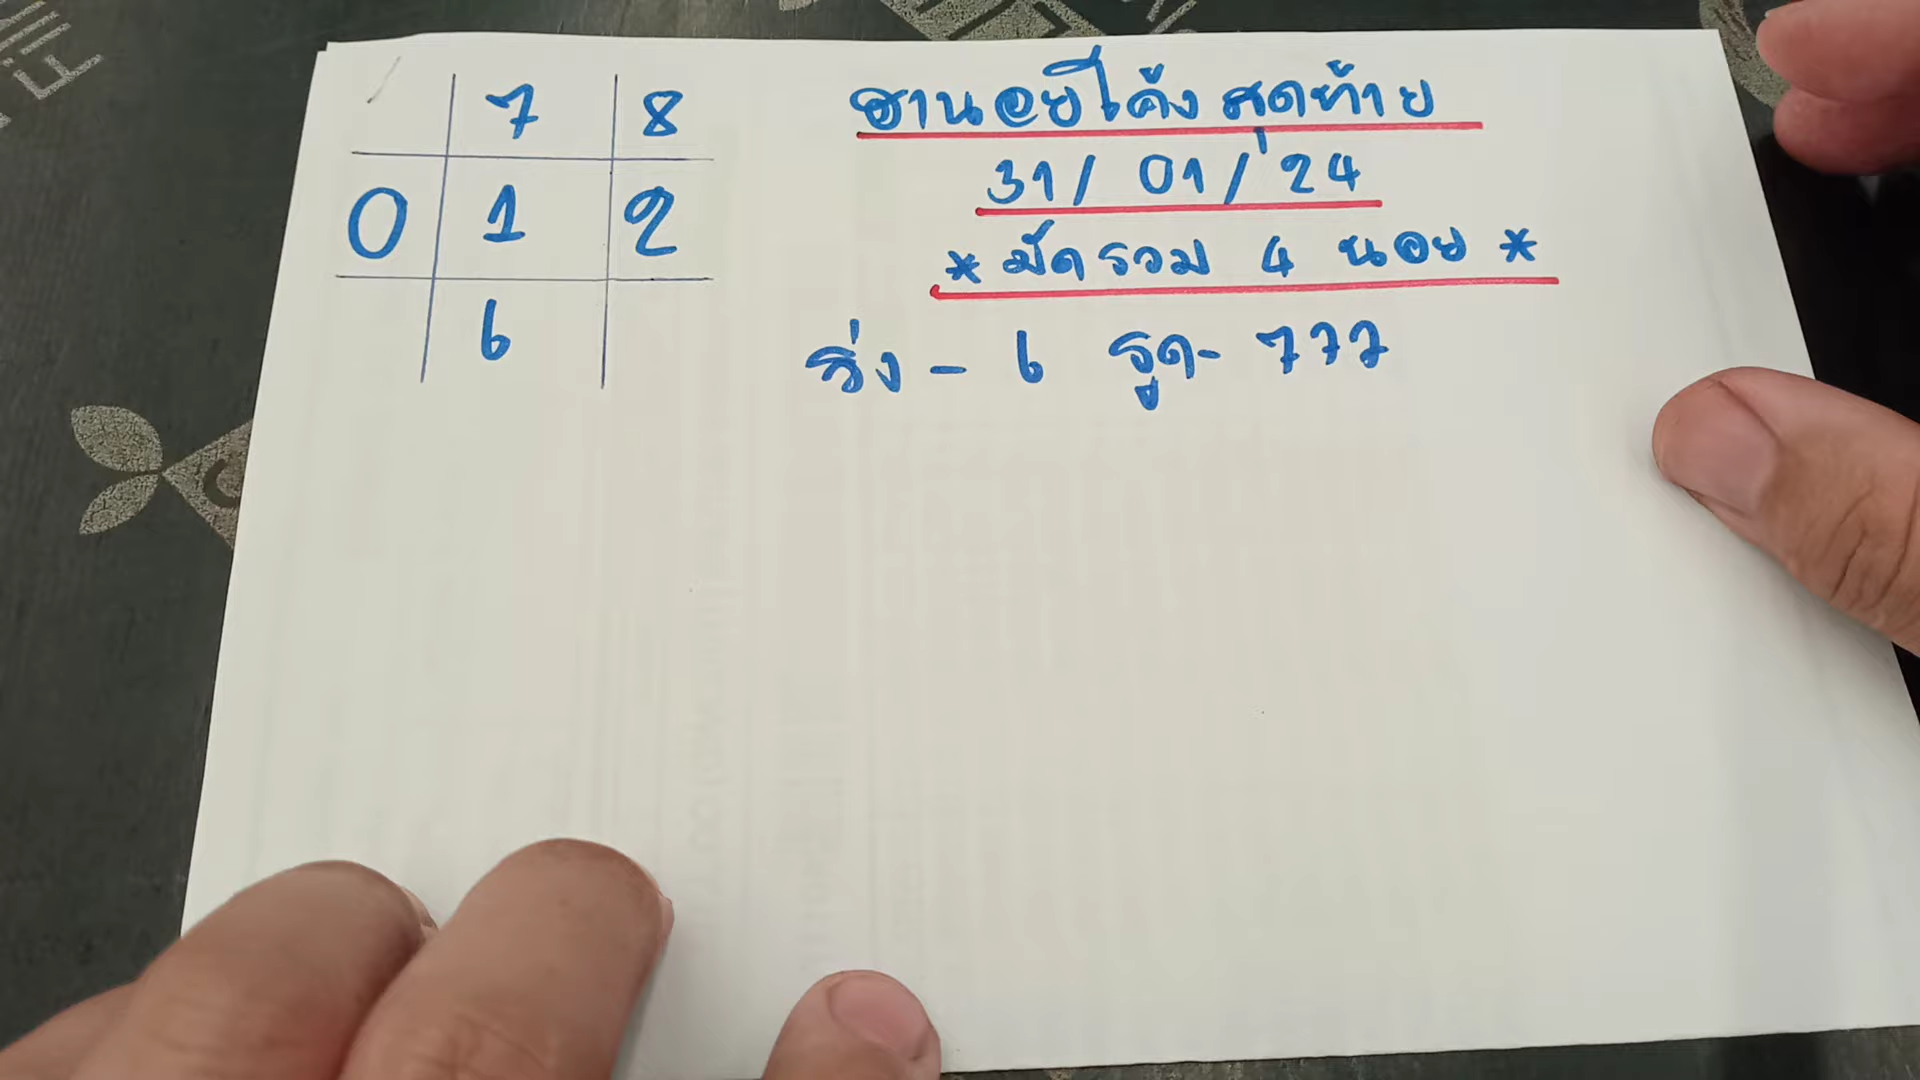 7 8
0 1 2
6
ฮานอยโค้งสุดท้าย
31/ 01/ 24
* มัดรวม 4 นอย *
วิ่ง - 6 รูด- 777